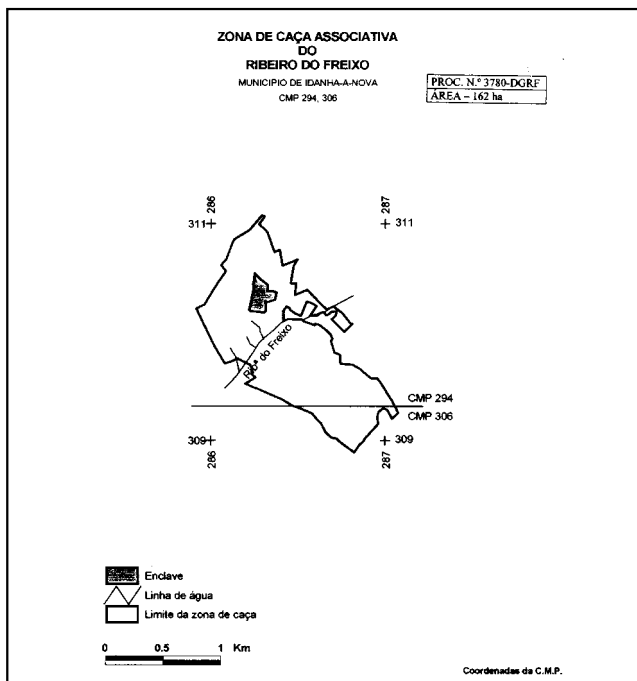 ZONA DE CAÇA ASSOCIATIVA
DO
RIBEIRO DO FREIXO
MUNICIPIO DE IDANHA-A-NOVA
CMP 294, 306
PROC. N.º 3780-DGRF
ÁREA – 162 ha
286
287
311
311
Ribª do Freixo
CMP 294
CMP 306
309
309
286
287
Enclave
Linha de água
Limite da zona de caça
0 0.5 1 Km
Coordenadas da C.M.P.